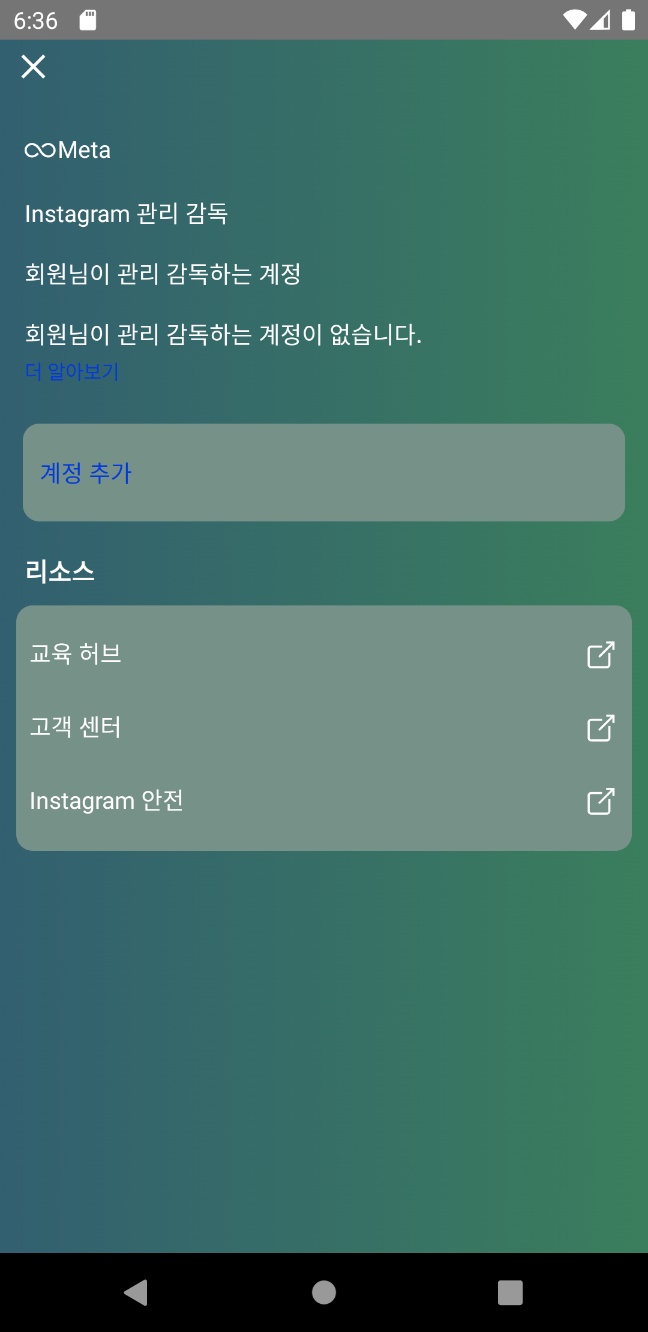 6:36
Meta
Instagram 관리 감독
회원님이 관리 감독하는 계정
회원님이 관리 감독하는 계정이 없습니다.
더 알아보기
계정 추가
리소스
교육 허브
고객 센터
Instagram 안전